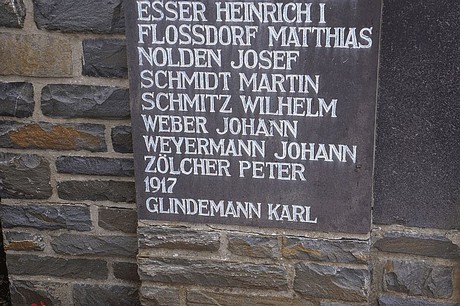 ESSER HEINRICH I
FLOSSDORF MATTHIAS
NOLDEN JOSEF
SCHMIDT MARTIN
SCHMITZ WILHELM
WEBER JOHANN
WEYERMANN JOHANN
ZÖLCHER PETER
1917
GLINDEMANN KARL